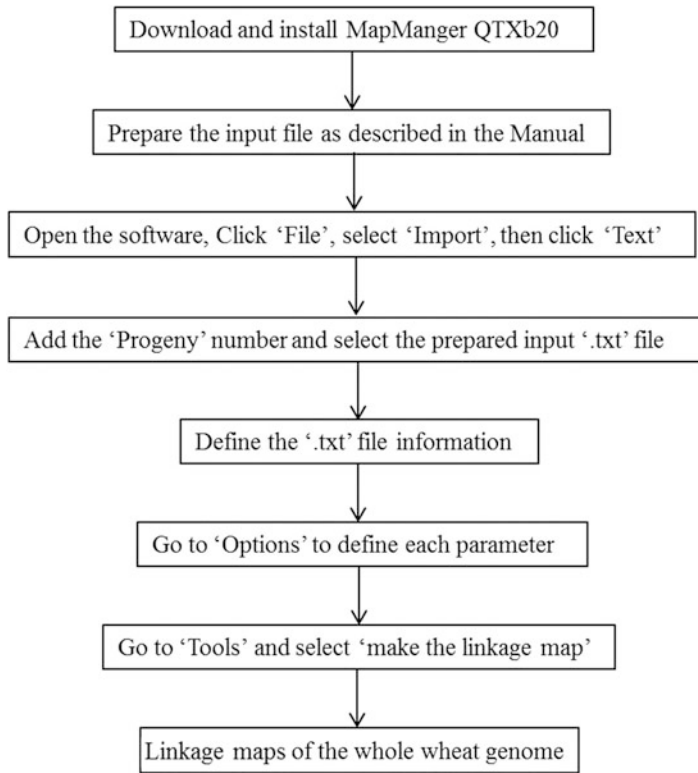 Download and install MapManger QTXb20
Prepare the input file as described in the Manual
Open the software, Click ‘File’, select ‘Import’, then click ‘Text’
Add the ‘Progeny’ number and select the prepared input ‘.txt’ file
Define the ‘.txt’ file information
Go to ‘Options’ to define each parameter
Go to ‘Tools’ and select ‘make the linkage map’
Linkage maps of the whole wheat genome